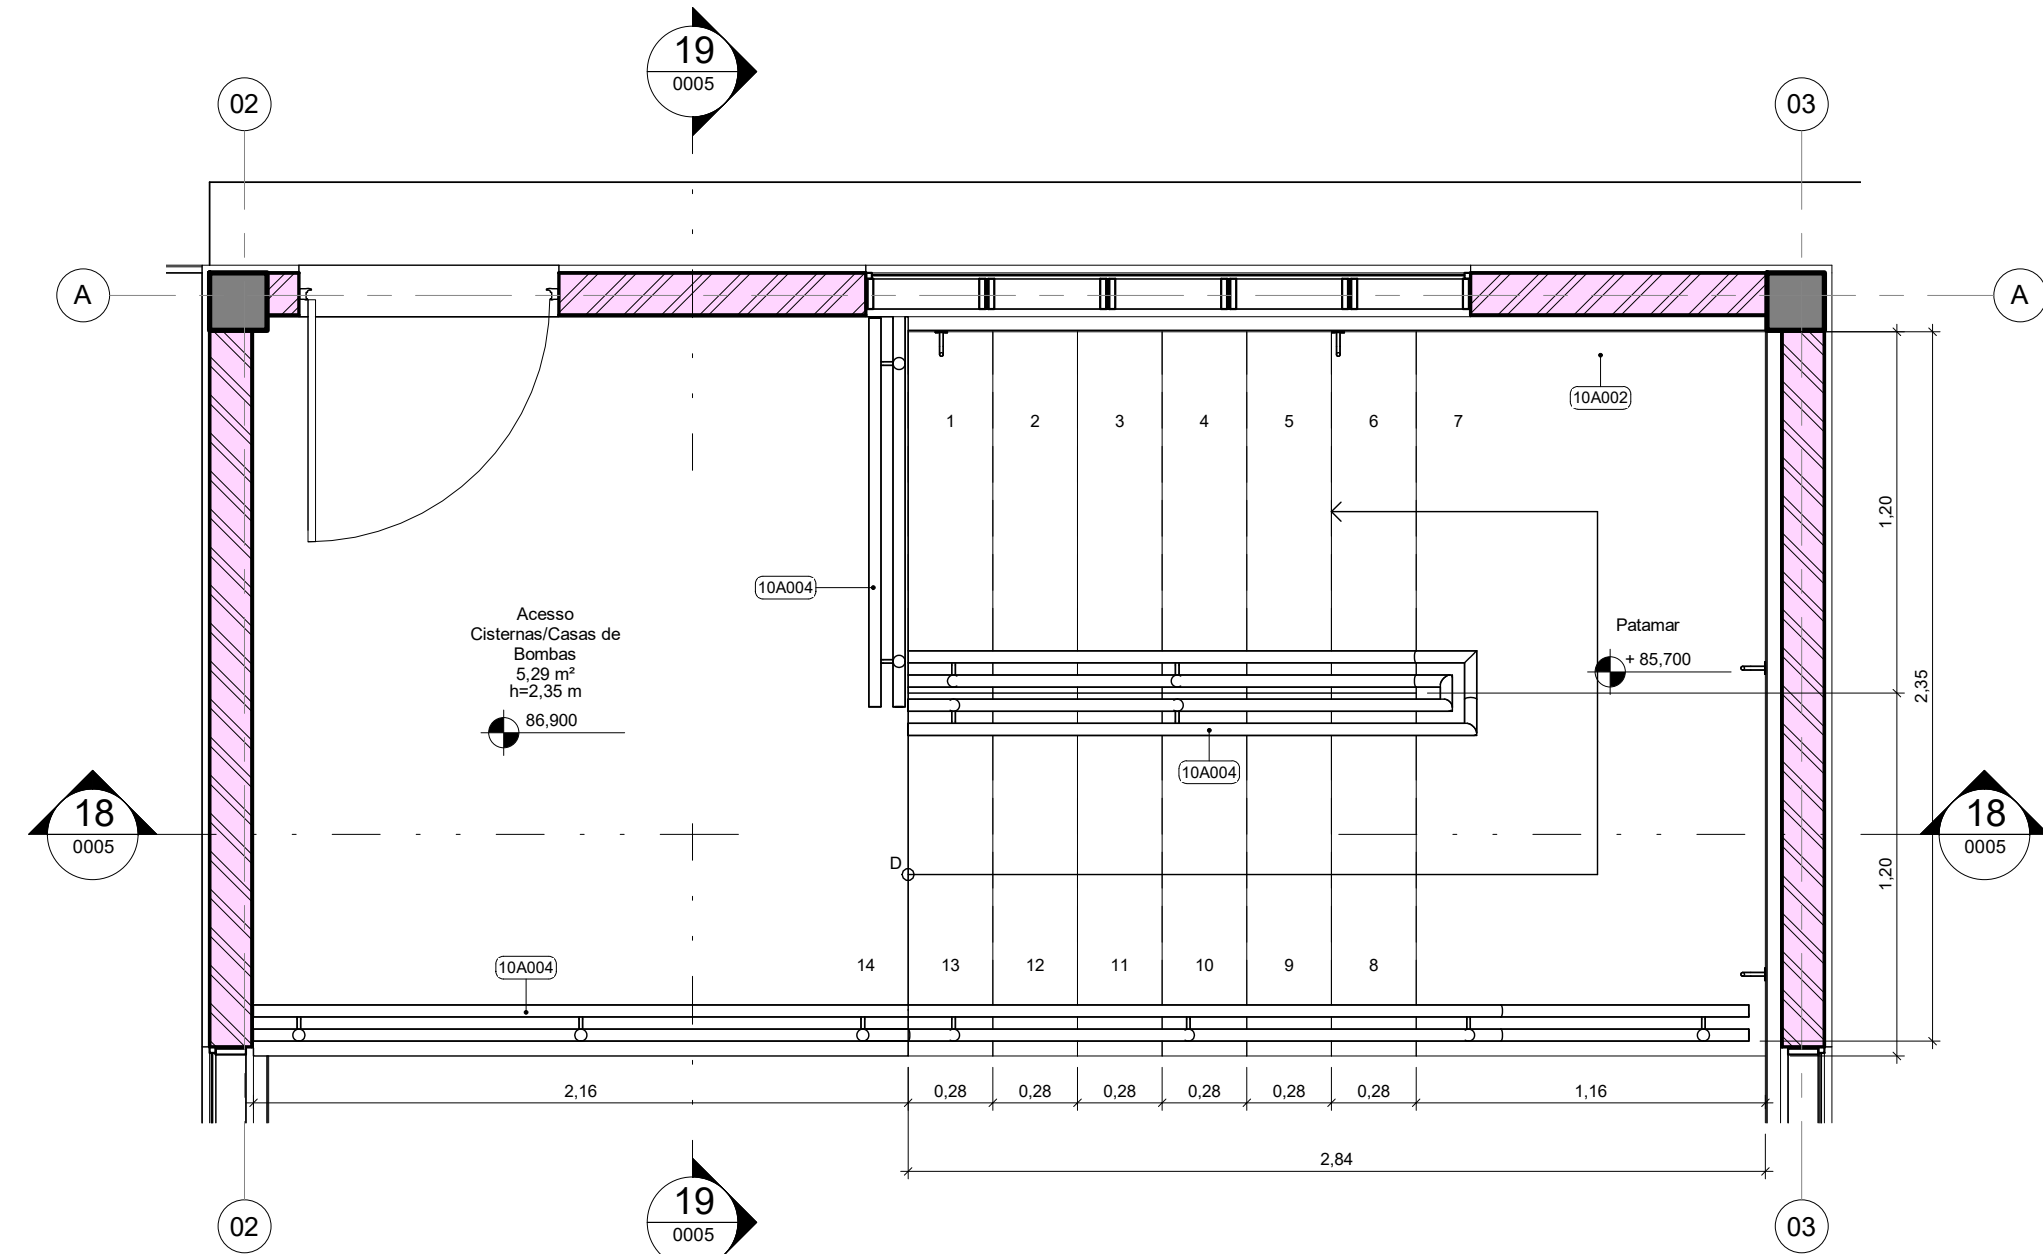 19
0005
02
03
A
A
10A002
1 2 3 4 5 6 7
1,20
10A004
Acesso
Cisternas/Casas de
Bombas
5,29 m²
h=2,35 m
86,900
Patamar
+ 85,700
2,35
10A004
18
0005
18
0005
D
1,20
10A004
14 13 12 11 10 9 8
2,16 0,28 0,28 0,28 0,28 0,28 0,28 1,16
2,84
19
0005
02
03